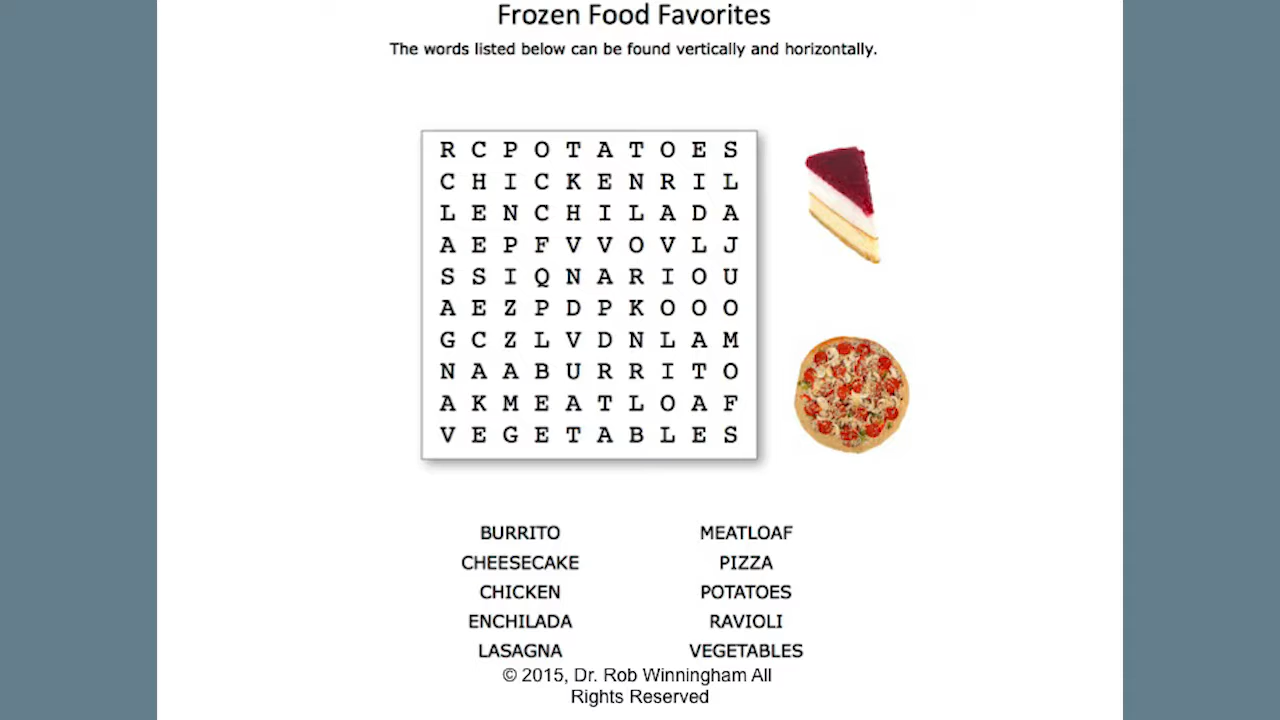 Frozen Food Favorites
The words listed below can be found vertically and horizontally.
R C P O T A T O E S
C H I C K E N R I L
L E N C H I L A D A
A E P F V V O V L J
S S I Q N A R I O U
A E Z P D P K O O O
G C Z L V D N L A M
N A A B U R R I T O
A K M E A T L O A F
V E G E T A B L E S
BURRITO MEATLOAF
CHEESECAKE PIZZA
CHICKEN POTATOES
ENCHILADA RAVIOLI
LASAGNA VEGETABLES
© 2015, Dr. Rob Winningham All
Rights Reserved